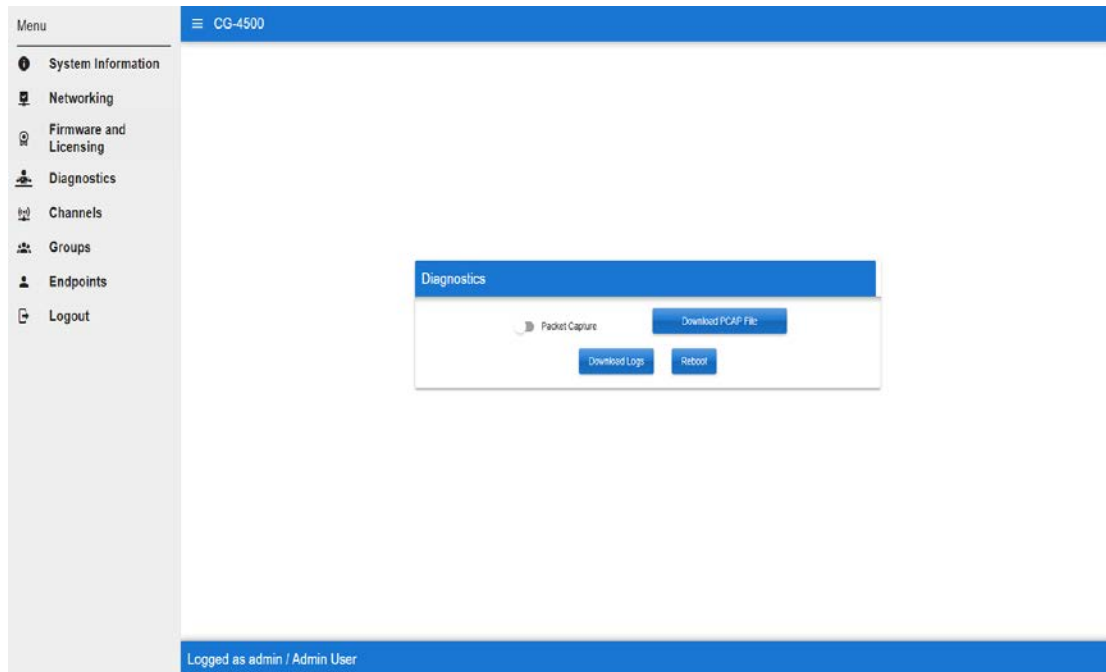 Menu
System Information
Networking
Firmware and
Licensing
Diagnostics
Channels
Groups
Endpoints
Logout
CG-4500
Diagnostics
Packet Capture
Download PCAP File
Download Logs
Reboot
Logged as admin / Admin User